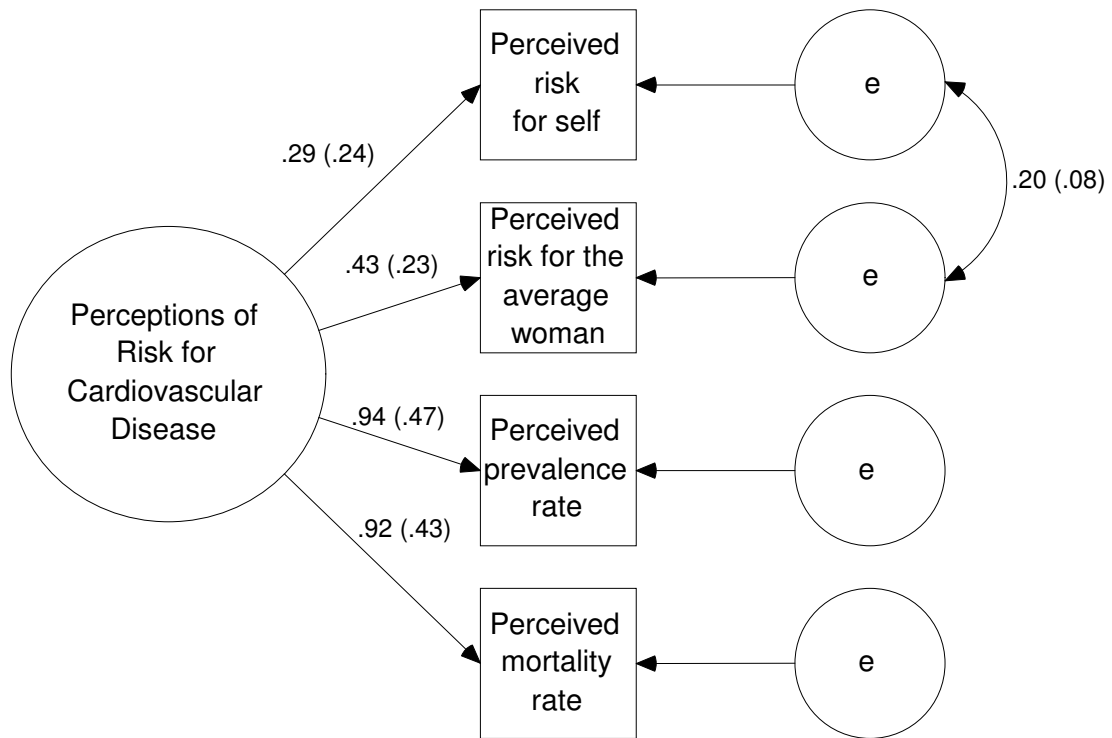 Perceived
risk
for self
e
.29 (.24)
.20 (.08)
Perceived
risk for the
average
woman
e
.43 (.23)
Perceptions of
Risk for
Cardiovascular
Disease
.94 (.47)
Perceived
prevalence
rate
e
.92 (.43)
Perceived
mortality
rate
e